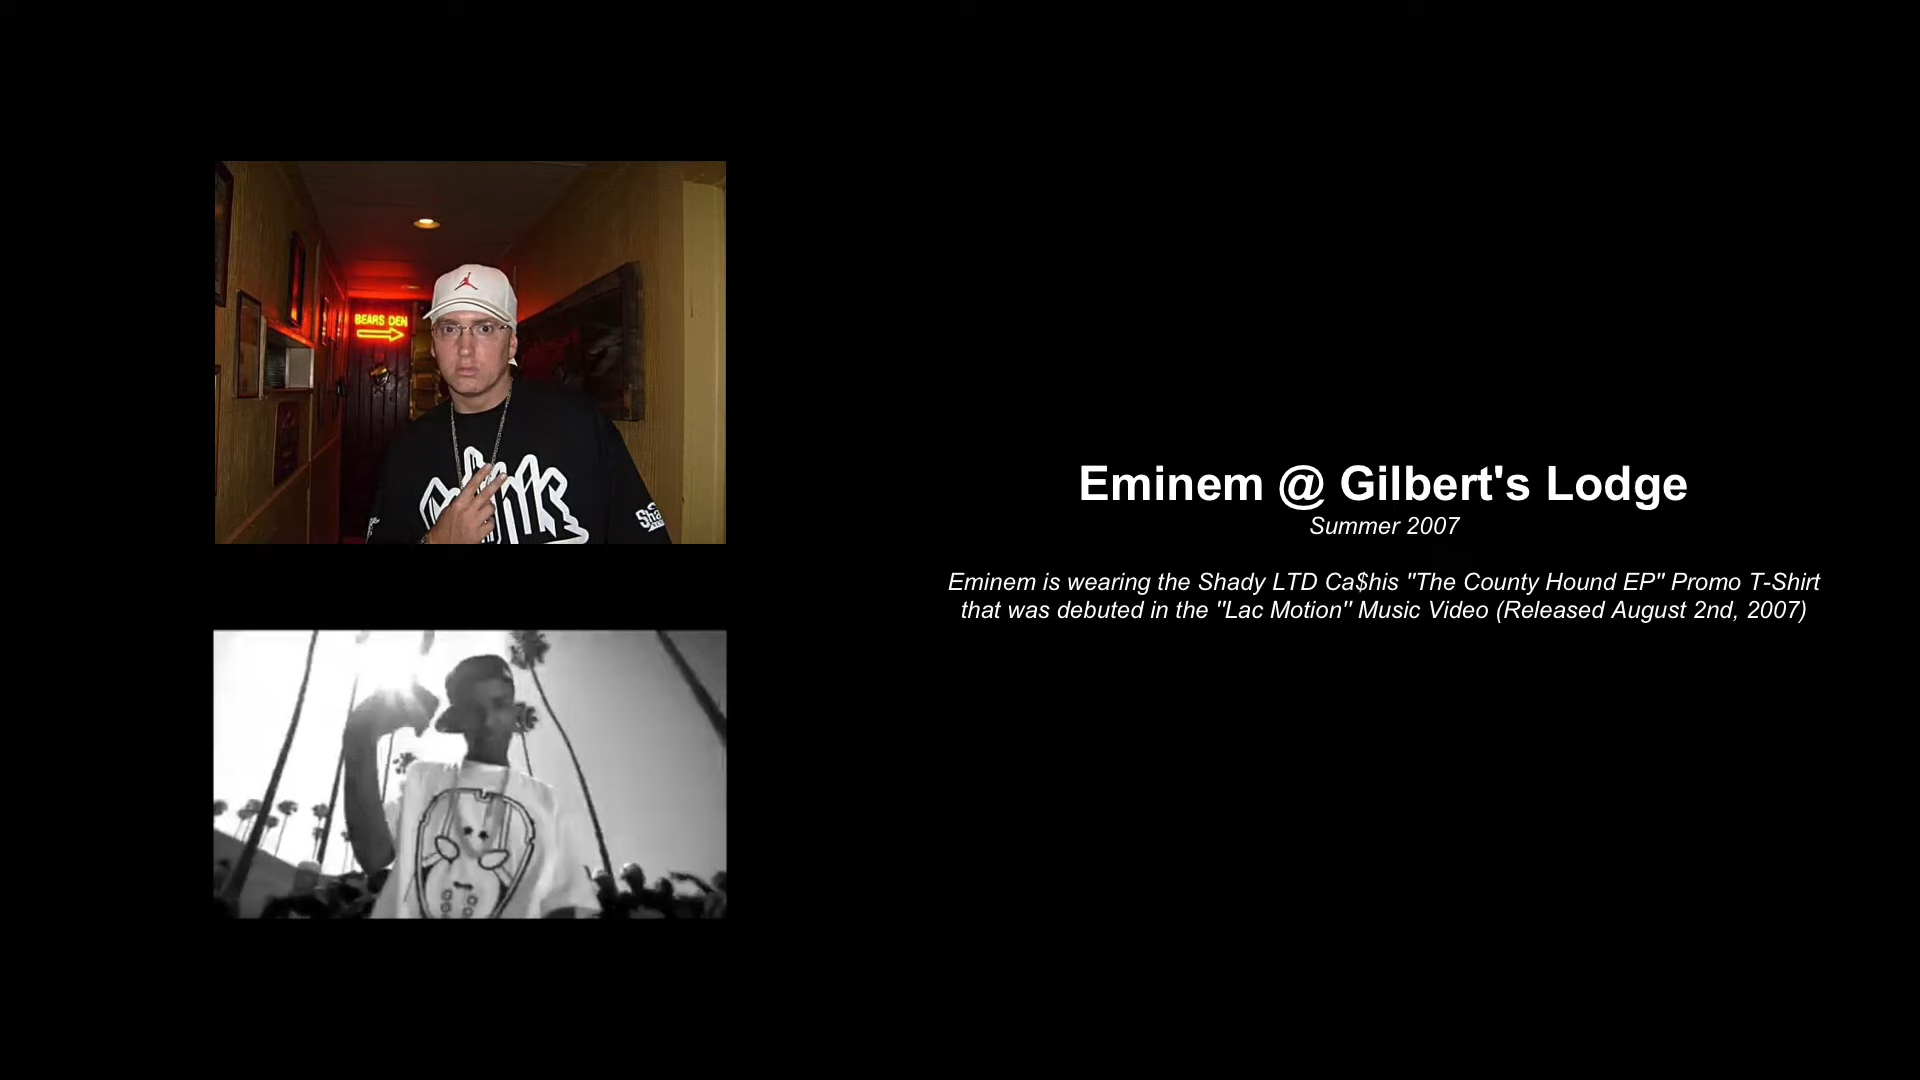 BEARS DEN
Eminem @ Gilbert's Lodge
Summer 2007
Eminem is wearing the Shady LTD Ca$his "The County Hound EP" Promo T-Shirt
that was debuted in the "Lac Motion" Music Video (Released August 2nd, 2007)